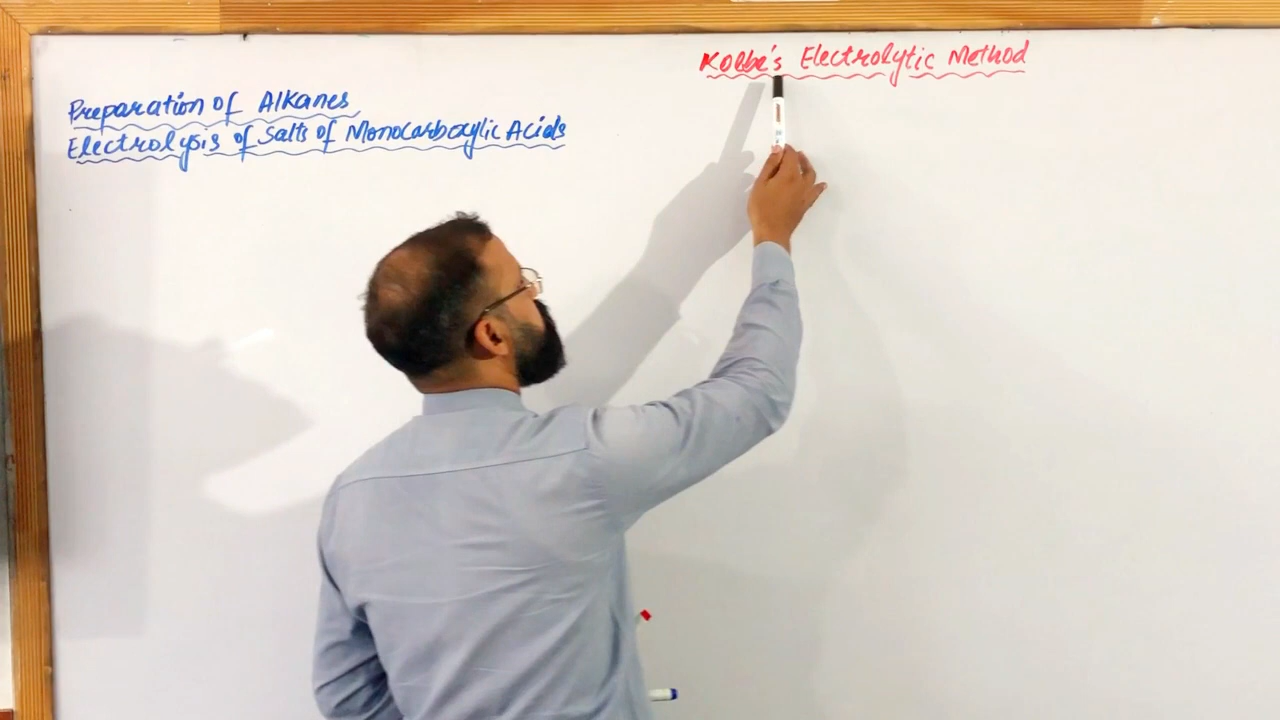 Kolbe's Electrolytic Method
Preparation of Alkanes
Electrolysis of Salts of Monocarboxylic Acids